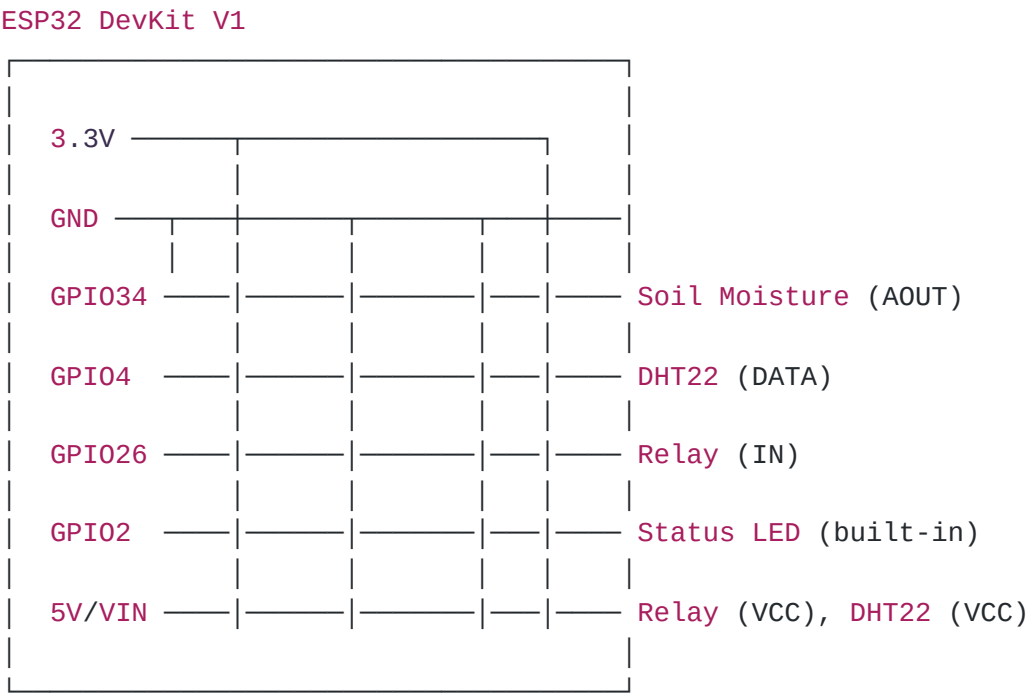 ESP32 DevKit V1
3.3V
GND
GPIO34 Soil Moisture (AOUT)
GPIO4 DHT22 (DATA)
GPIO26 Relay (IN)
GPIO2 Status LED (built-in)
5V/VIN Relay (VCC), DHT22 (VCC)